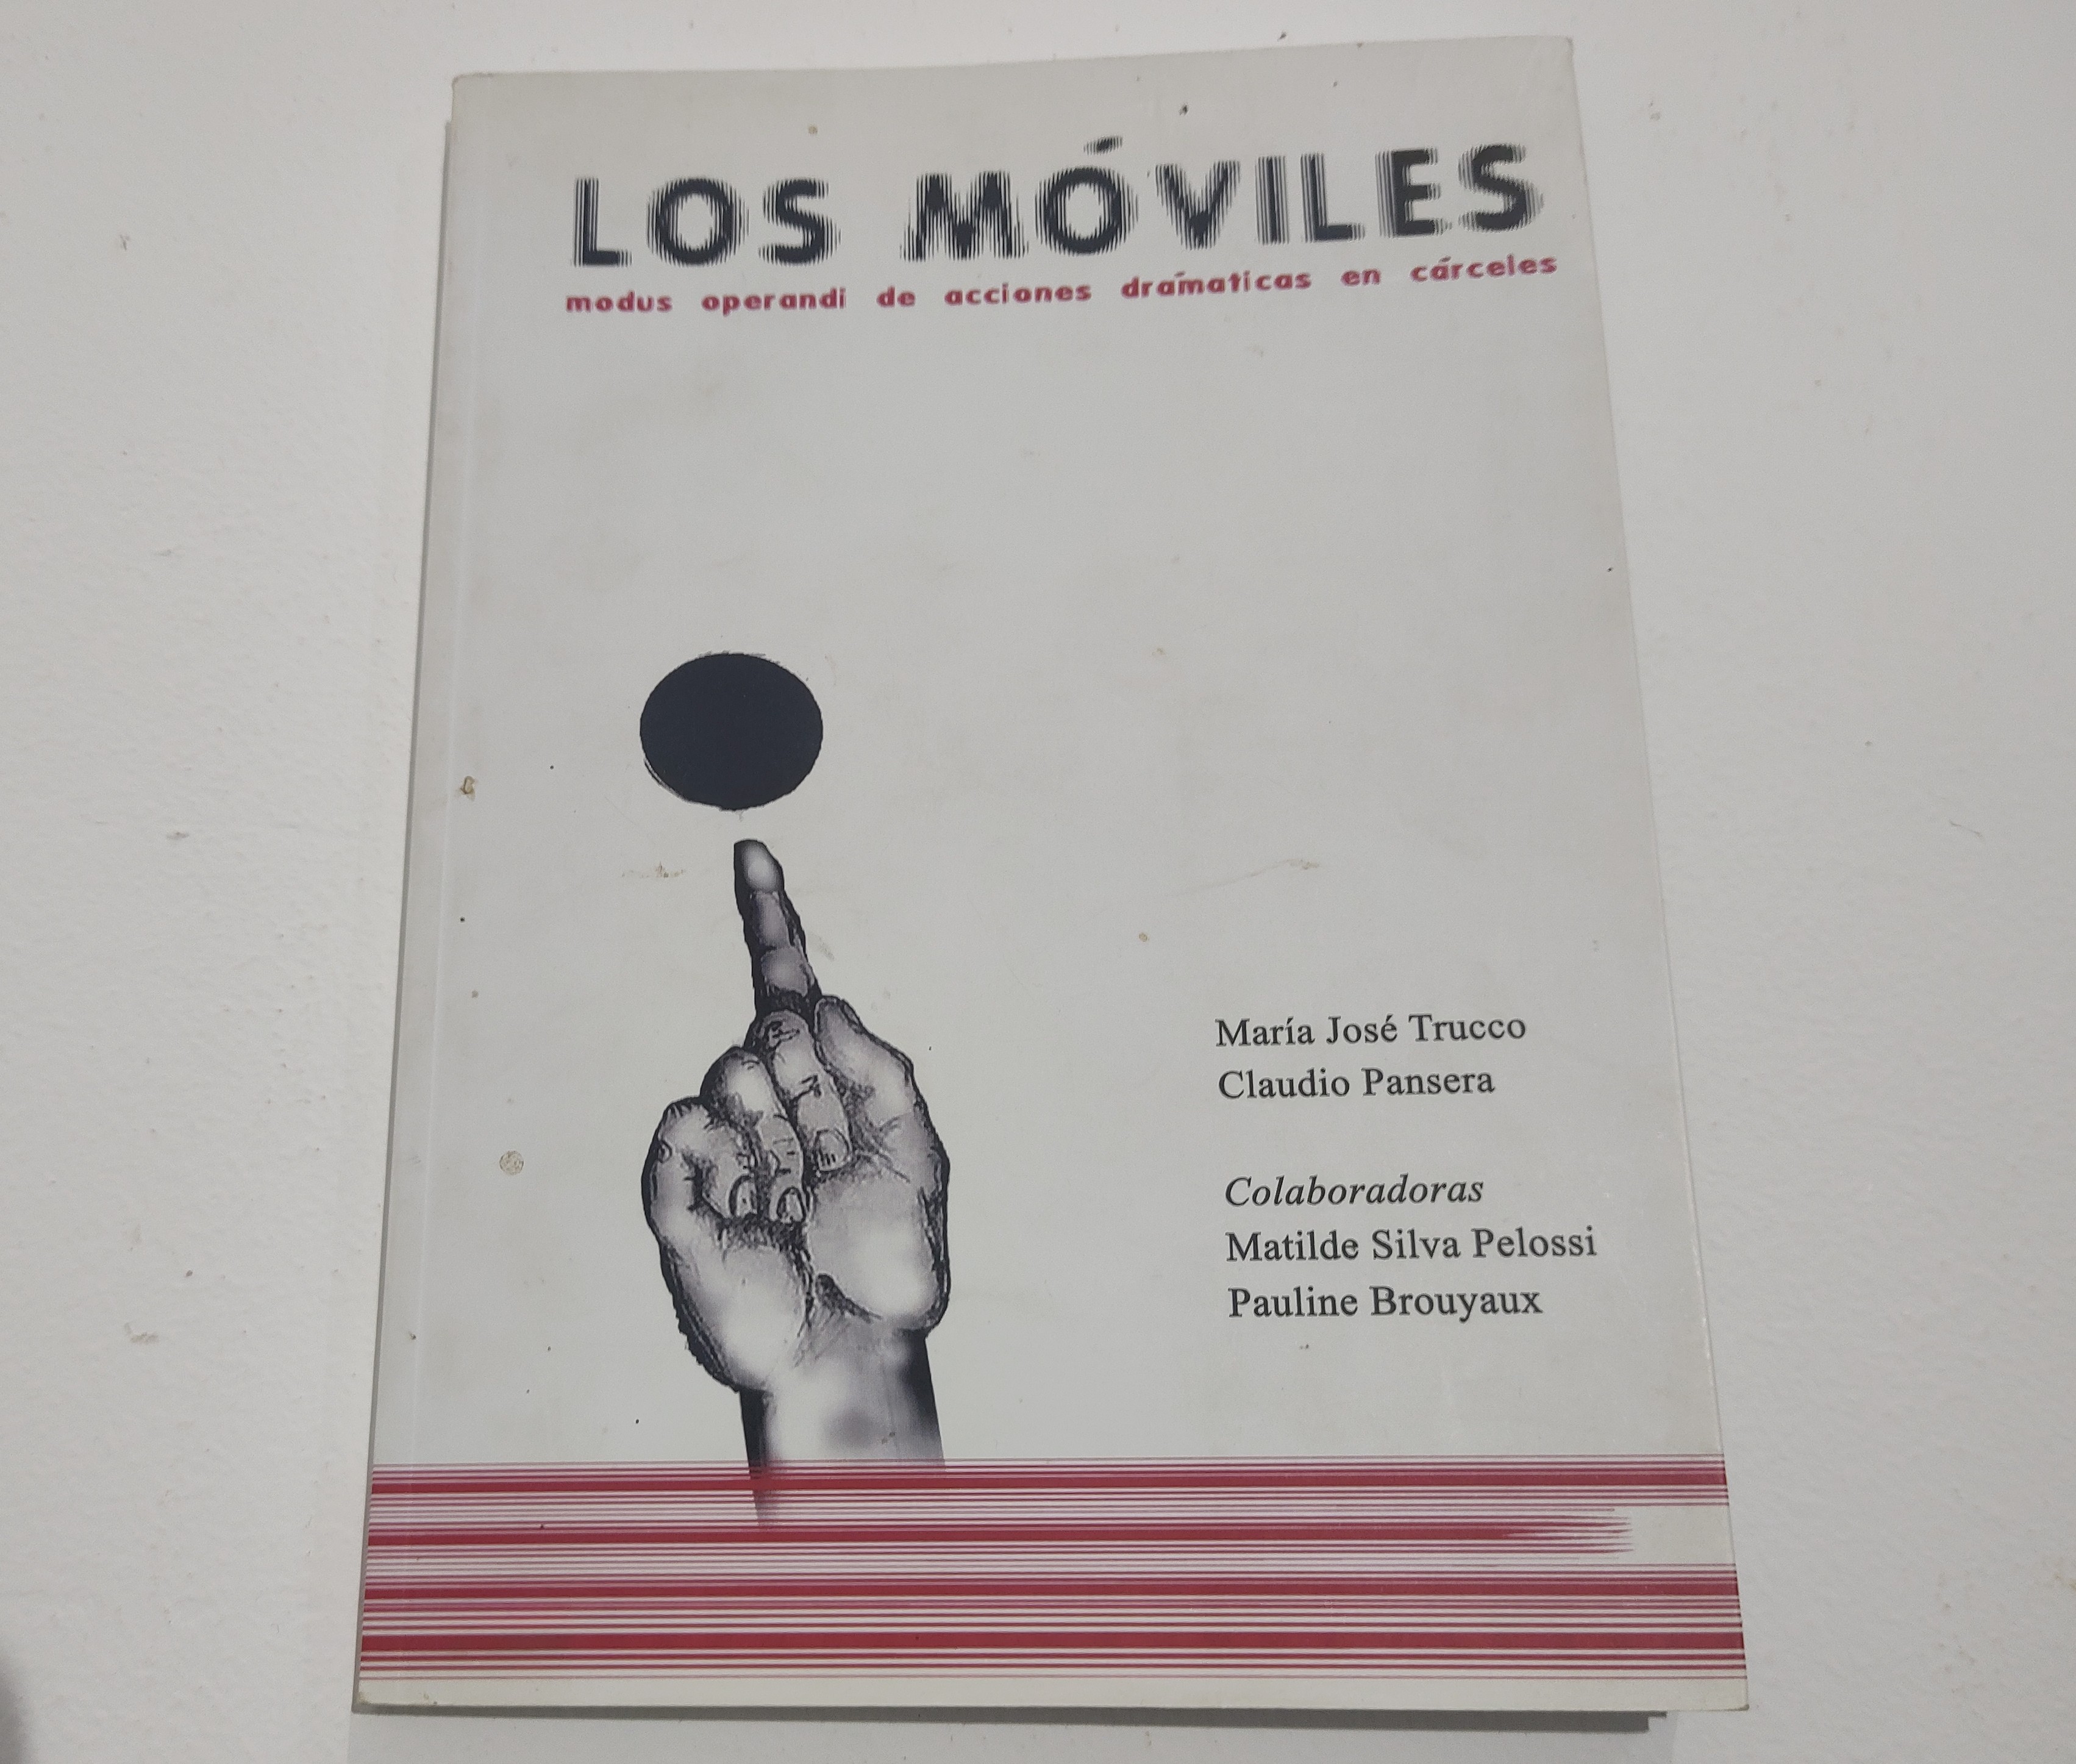 LOS MÓVILES
modus operandi de acciones dramáticas en cárceles
María José Trucco
Claudio Pansera
Colaboradoras
Matilde Silva Pelossi
Pauline Brouyaux